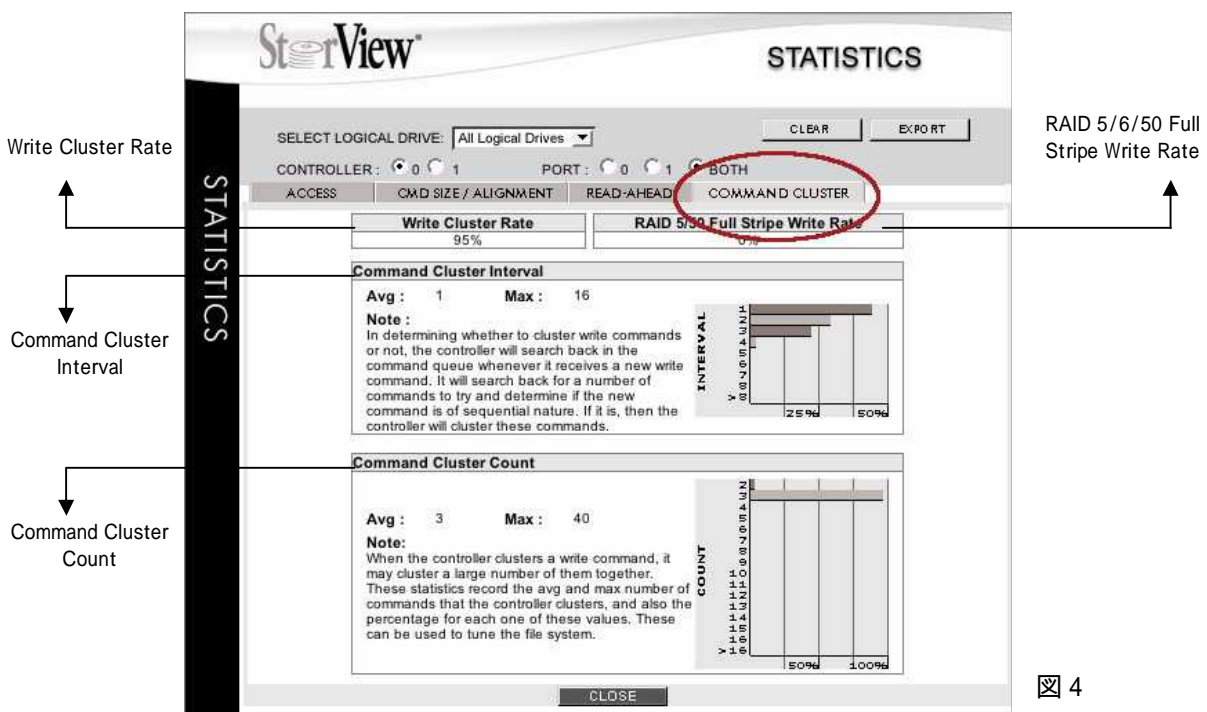 StorView
STATISTICS
Write Cluster Rate
RAID 5/6/50 Full
Stripe Write Rate
Command Cluster
Interval
Command Cluster
Count
STATISTICS
SELECT LOGICAL DRIVE: All Logical Drives
CLEAR EXPORT
CONTROLLER : 0 1 PORT : 0 1 BOTH
ACCESS CMD SIZE / ALIGNMENT READ-AHEAD COMMAND CLUSTER
Write Cluster Rate
95%
RAID 5/50 Full Stripe Write Rate
0%
Command Cluster Interval
Avg : 1 Max : 16
Note :
In determining whether to cluster write commands
or not, the controller will search back in the
command queue whenever it receives a new write
command. It will search back for a number of
commands to try and determine if the new
command is of sequential nature. If it is, then the
controller will cluster these commands.
INTERVAL
1
2
3
4
5
6
7
8
>8
25% 50%
Command Cluster Count
Avg : 3 Max : 40
Note:
When the controller clusters a write command, it
may cluster a large number of them together.
These statistics record the avg and max number of
commands that the controller clusters, and also the
percentage for each one of these values. These
can be used to tune the file system.
COUNT
2
3
4
5
6
7
8
9
10
11
12
13
14
15
16
>16
50% 100%
CLOSE
図 4